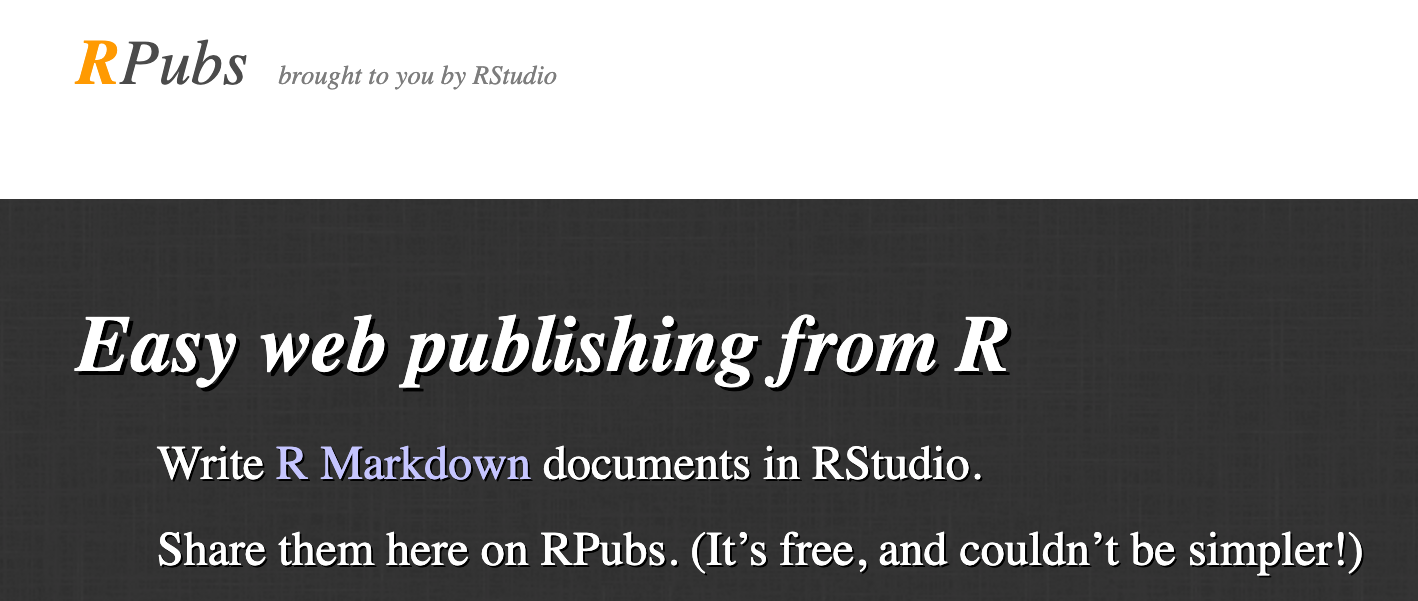 RPubs brought to you by RStudio
Easy web publishing from R
Write R Markdown documents in RStudio.
Share them here on RPubs. (It’s free, and couldn’t be simpler!)